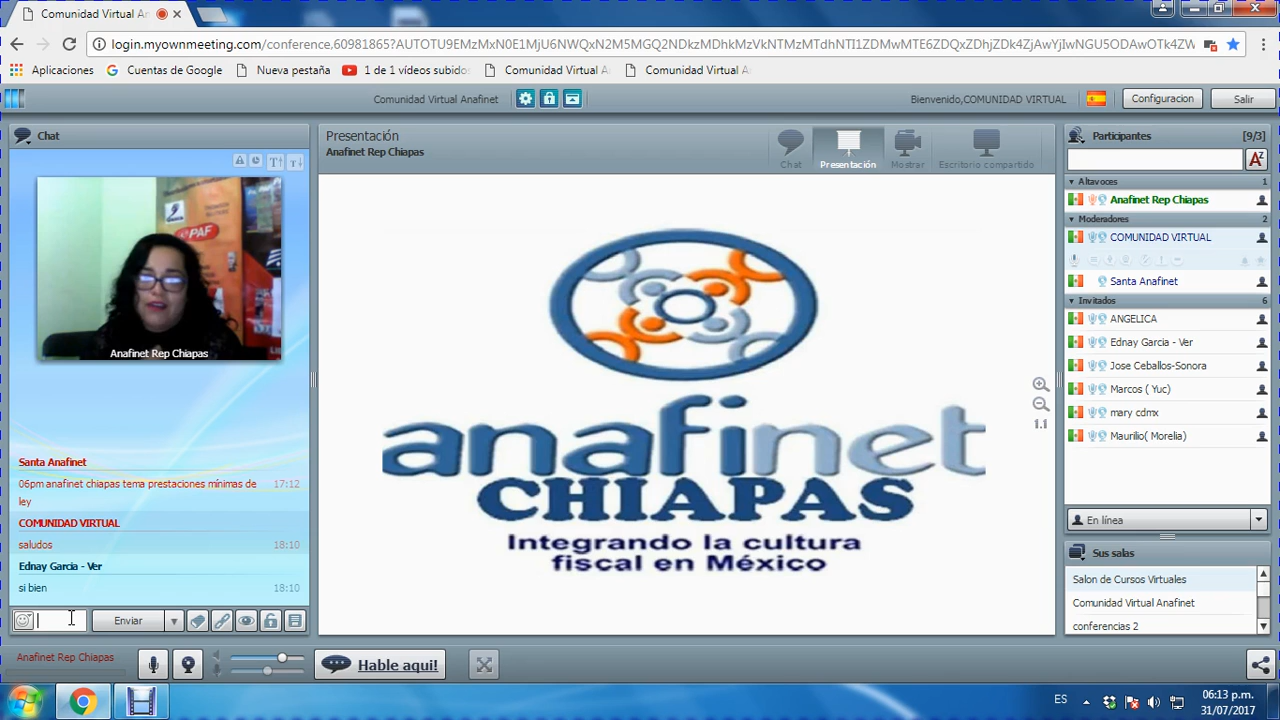 Comunidad Virtual An
login.myownmeeting.com/conference.60981865?
Aplicaciones
Cuentas de Google
Nueva pestaña
1 de 1 vídeos subido
Comunidad Virtual A
Comunidad Virtual A
Comunidad Virtual Anafinet
Bienvenido,COMUNIDAD VIRTUAL
Configuracion
Salir
Chat
PAF
Anafinet Rep Chiapas
Santa Anafinet
06pm anafinet chiapas tema prestaciones mínimas de 17:12
ley
COMUNIDAD VIRTUAL
saludos 18:10
Ednay Garcia - Ver
si bien 18:10
Enviar
Presentación
Anafinet Rep Chiapas
Chat
Presentación
Mostrar
Escritorio compartido
anafinet
CHIAPAS
Integrando la cultura
fiscal en México
1.1
Participantes [9/3]
Altavoces 1
Anafinet Rep Chiapas
Moderadores 2
COMUNIDAD VIRTUAL
Santa Anafinet
Invitados 6
ANGELICA
Ednay Garcia - Ver
Jose Ceballos-Sonora
Marcos ( Yuc)
mary cdmx
Maurilio( Morelia)
En línea
Sus salas
Salon de Cursos Virtuales
Comunidad Virtual Anafinet
conferencias 2
Anafinet Rep Chiapas
Hable aqui!
ES
06:13 p.m.
31/07/2017